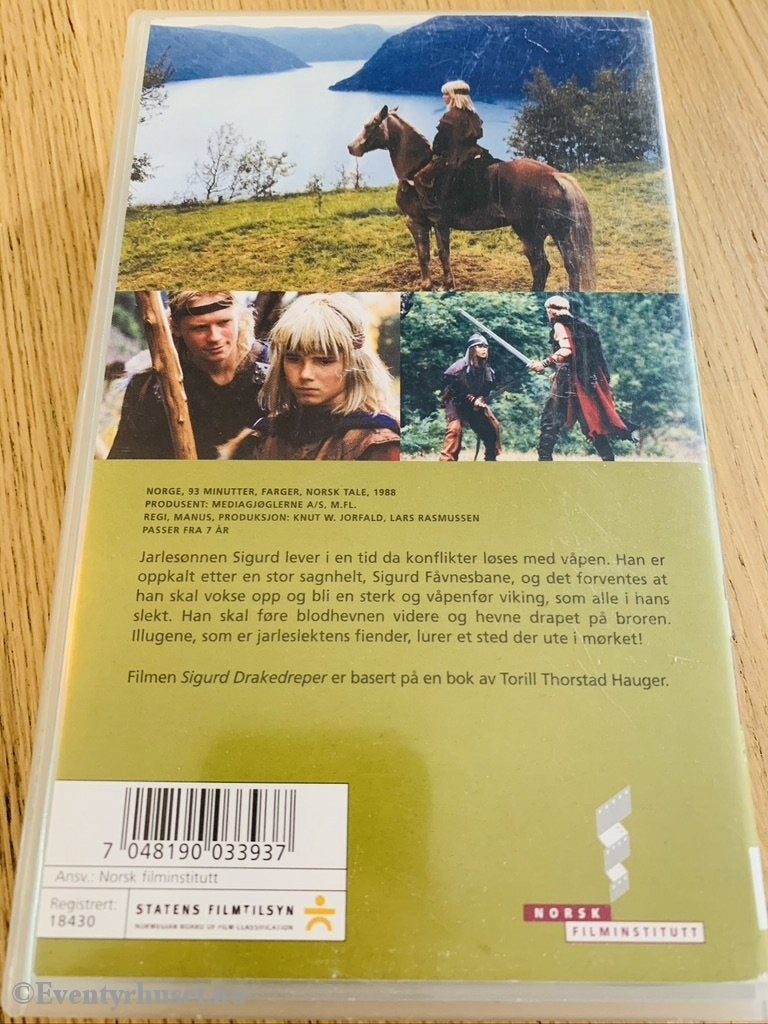 NORGE, 93 MINUTTER, FARGER, NORSK TALE, 1988
PRODUSENT: MEDIAGJØGLERNE A/S, M.FL.
REGI, MANUS, PRODUKSJON: KNUT W. JORFALD, LARS RASMUSSEN
PASSER FRA 7 ÅR
Jarlesønnen Sigurd lever i en tid da konflikter løses med våpen. Han er
oppkalt etter en stor sagnhelt, Sigurd Fåvnesbane, og det forventes at
han skal vokse opp og bli en sterk og våpenfør viking, som alle i hans
slekt. Han skal føre blodhevnen videre og hevne drapet på broren.
Illugene, som er jarleslektens fiender, lurer et sted der ute i mørket!
Filmen Sigurd Drakedreper er basert på en bok av Torill Thorstad Hauger.
7 048190 033937
Ansv.: Norsk filminstitutt
Registrert:
18430
STATENS FILMTILSYN
NORWEGIAN BOARD OF FILM CLASSIFICATION
NORSK
FILMINSTITUTT
©Eventyrhuset.no